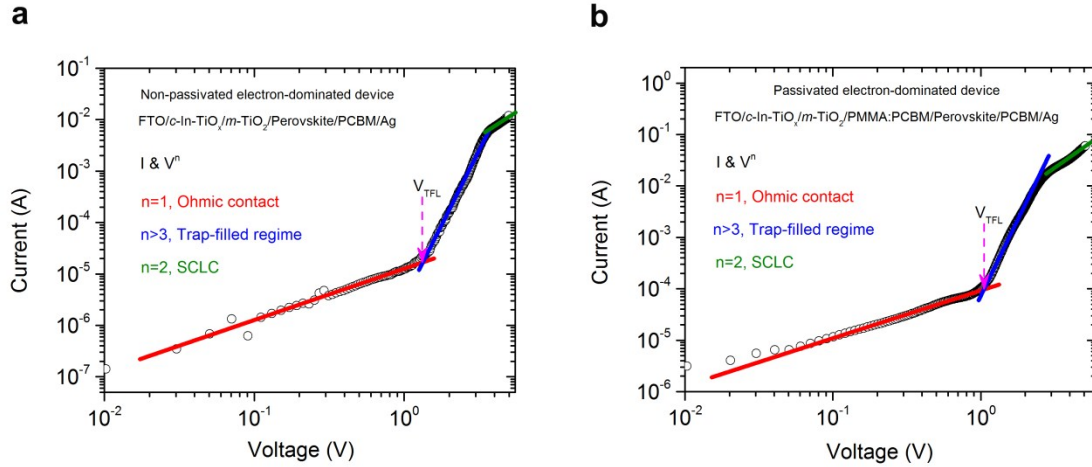 a
10⁻¹
10⁻²
10⁻³
10⁻⁴
10⁻⁵
10⁻⁶
10⁻⁷
Current (A)
Non-passivated electron-dominated device
FTO/c-In-TiOₓ/m-TiO₂/Perovskite/PCBM/Ag
I & Vⁿ
n=1, Ohmic contact
n>3, Trap-filled regime
n=2, SCLC
V_TFL
10⁻² 10⁻¹ 10⁰
Voltage (V)
b
10⁰
10⁻¹
10⁻²
10⁻³
10⁻⁴
10⁻⁵
10⁻⁶
Current (A)
Passivated electron-dominated device
FTO/c-In-TiOₓ/m-TiO₂/PMMA:PCBM/Perovskite/PCBM/Ag
I & Vⁿ
n=1, Ohmic contact
n>3, Trap-filled regime
n=2, SCLC
V_TFL
10⁻² 10⁻¹ 10⁰
Voltage (V)